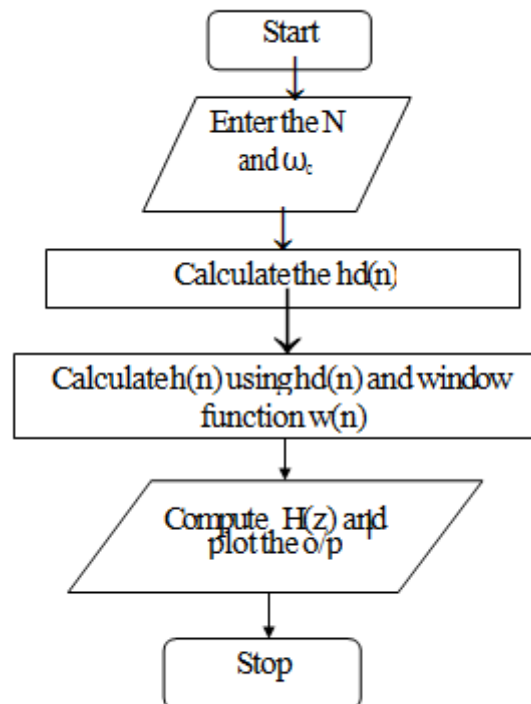 Start
Enter the N
and ωc
Calculate the hd(n)
Calculate h(n) using hd(n) and window
function w(n)
Compute H(z) and
plot the o/p
Stop